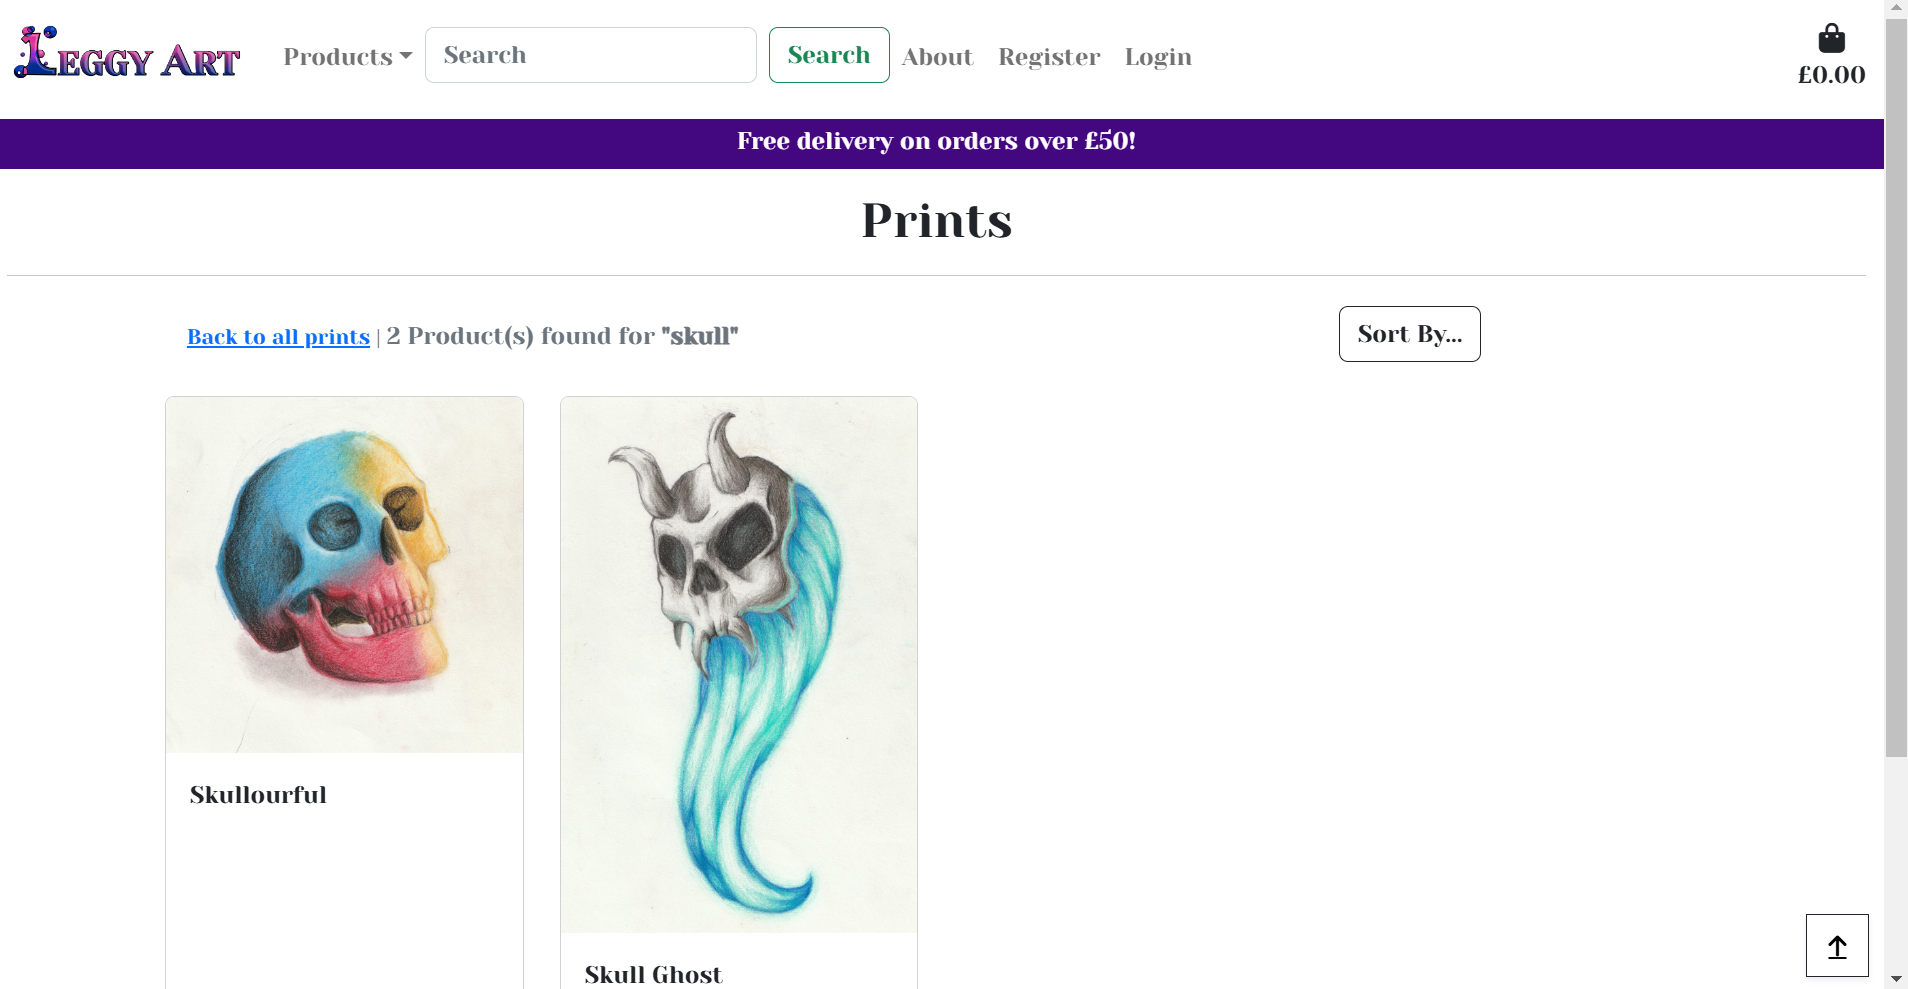 LEGGY ART
Products
Search
Search
About
Register
Login
£0.00
Free delivery on orders over £50!
Prints
Back to all prints | 2 Product(s) found for "skull"
Sort By...
Skullourful
Skull Ghost